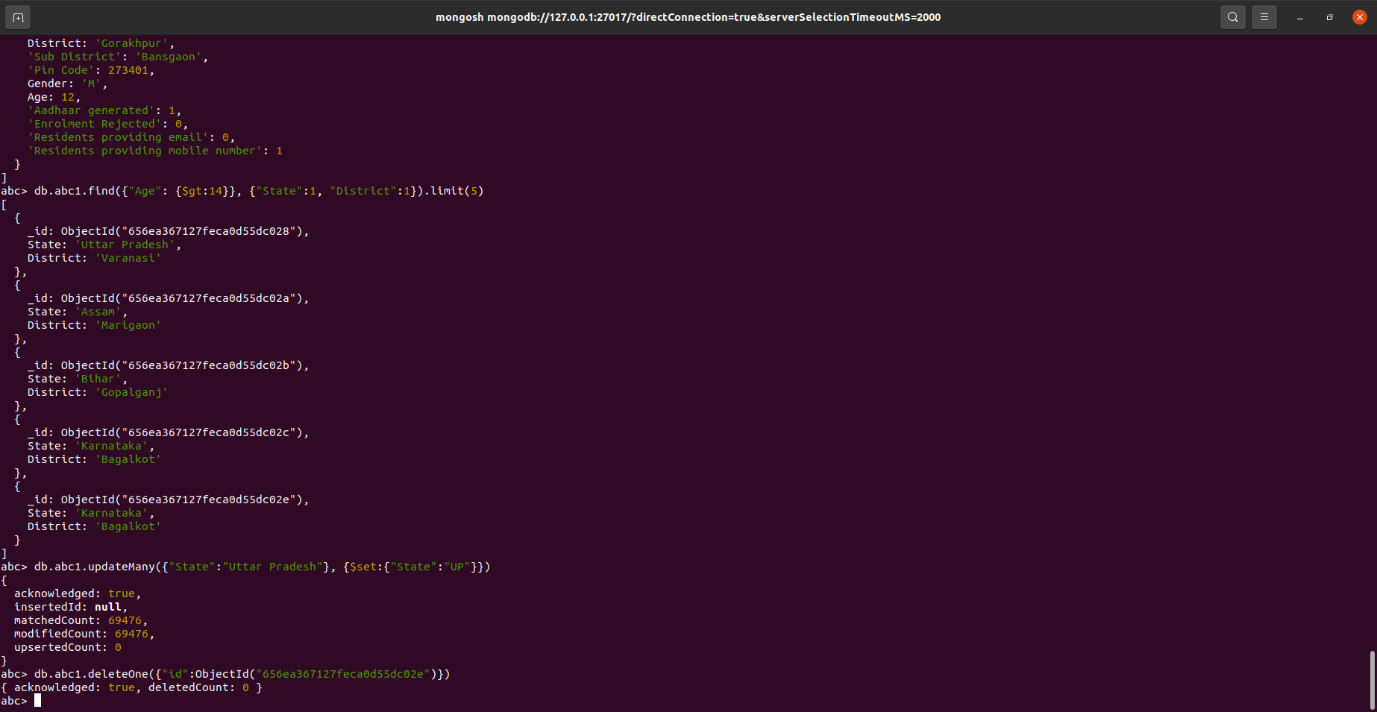 mongosh mongodb://127.0.0.1:27017/?directConnection=true&serverSelectionTimeoutMS=2000
    District: 'Gorakhpur',
    'Sub District': 'Bansgaon',
    'Pin Code': 273401,
    Gender: 'M',
    Age: 12,
    'Aadhaar generated': 1,
    'Enrolment Rejected': 0,
    'Residents providing email': 0,
    'Residents providing mobile number': 1
  }
]
abc> db.abc1.find({"Age": {$gt:14}}, {"State":1, "District":1}).limit(5)
[
  {
    _id: ObjectId("656ea367127feca0d55dc028"),
    State: 'Uttar Pradesh',
    District: 'Varanasi'
  },
  {
    _id: ObjectId("656ea367127feca0d55dc02a"),
    State: 'Assam',
    District: 'Marigaon'
  },
  {
    _id: ObjectId("656ea367127feca0d55dc02b"),
    State: 'Bihar',
    District: 'Gopalganj'
  },
  {
    _id: ObjectId("656ea367127feca0d55dc02c"),
    State: 'Karnataka',
    District: 'Bagalkot'
  },
  {
    _id: ObjectId("656ea367127feca0d55dc02e"),
    State: 'Karnataka',
    District: 'Bagalkot'
  }
]
abc> db.abc1.updateMany({"State":"Uttar Pradesh"}, {$set:{"State":"UP"}})
{
  acknowledged: true,
  insertedId: null,
  matchedCount: 69476,
  modifiedCount: 69476,
  upsertedCount: 0
}
abc> db.abc1.deleteOne({"id":ObjectId("656ea367127feca0d55dc02e")})
{ acknowledged: true, deletedCount: 0 }
abc>